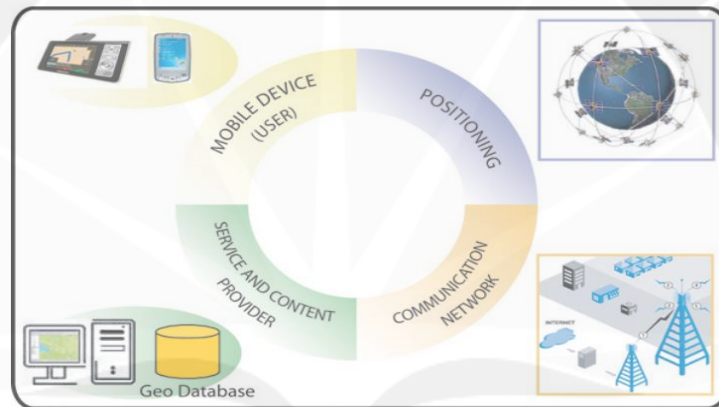 MOBILE DEVICE
(USER)
POSITIONING
SERVICE AND CONTENT
PROVIDER
COMMUNICATION
NETWORK
INTERNET
Geo Database